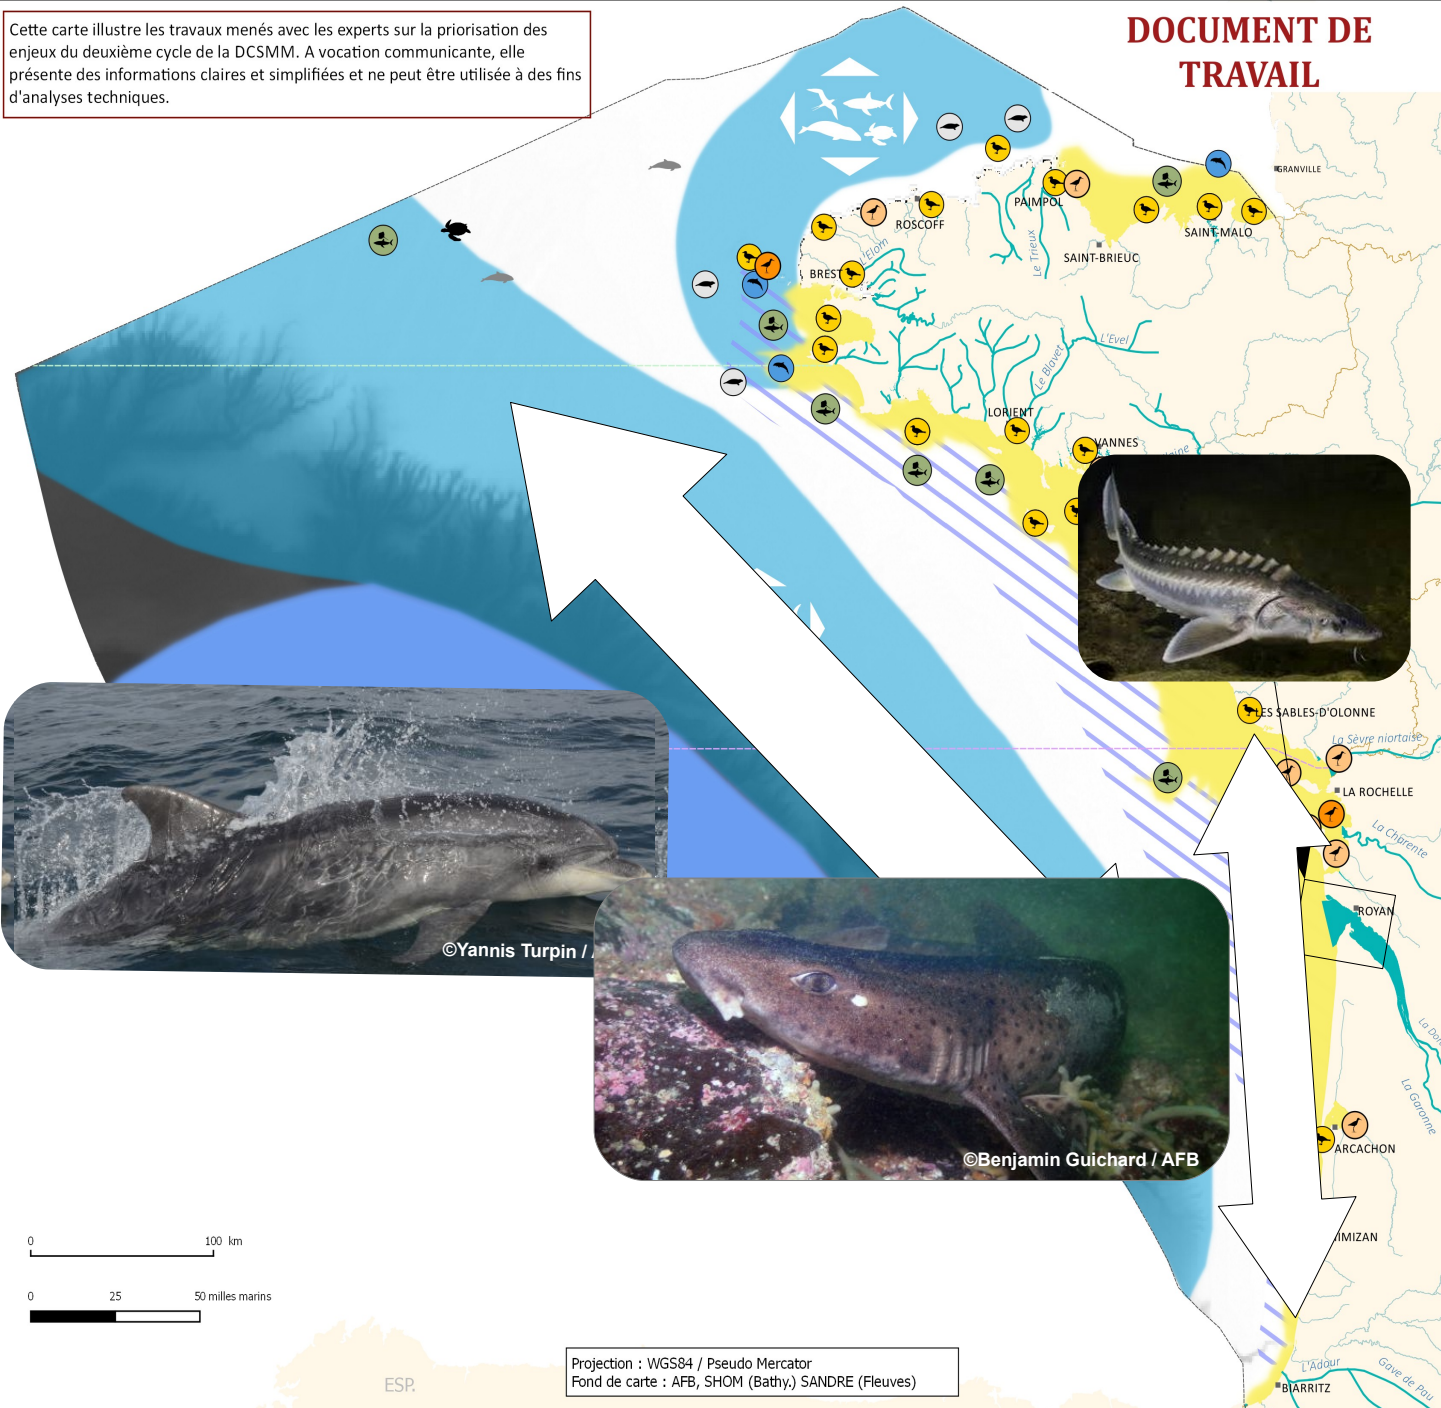 Cette carte illustre les travaux menés avec les experts sur la priorisation des
enjeux du deuxième cycle de la DCSMM. A vocation communicante, elle
présente des informations claires et simplifiées et ne peut être utilisée à des fins
d'analyses techniques.
DOCUMENT DE
TRAVAIL
GRANVILLE
PAIMPOL
ROSCOFF
SAINT-MALO
L'Elorn
Le Trieux
SAINT-BRIEUC
BREST
L'Evel
Le Blavet
LORIENT
VANNES
LES SABLES-D'OLONNE
La Sèvre niortaise
LA ROCHELLE
La Charente
ROYAN
©Yannis Turpin /
La Garonne
ARCACHON
©Benjamin Guichard / AFB
0 100 km
0 25 50 milles marins
Projection : WGS84 / Pseudo Mercator
Fond de carte : AFB, SHOM (Bathy.) SANDRE (Fleuves)
ESP.
L'Adour
Gave de Pau
BIARRITZ